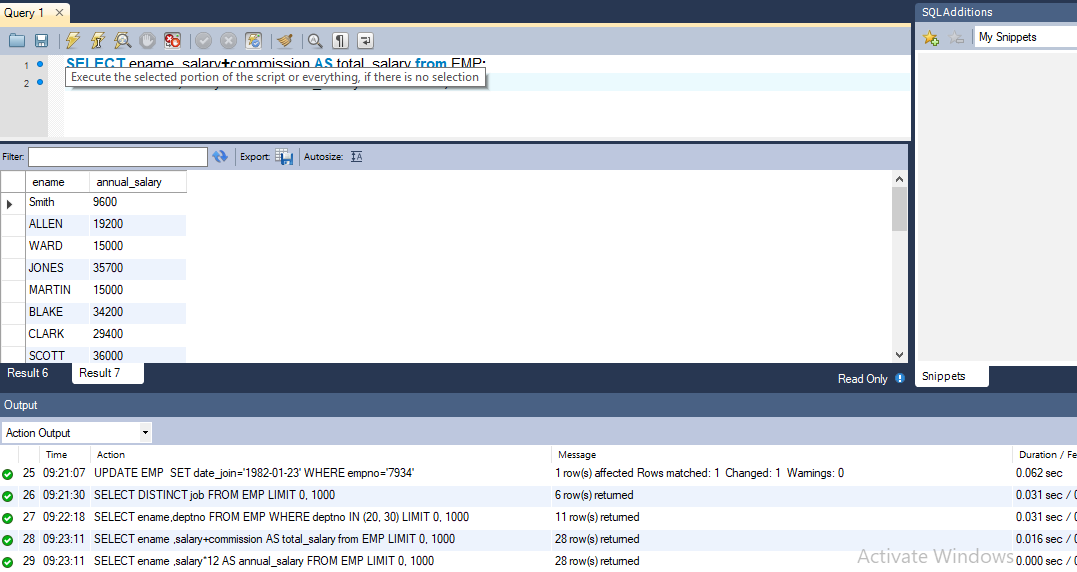 Query 1
SQLAdditions
My Snippets
1 SELECT ename ,salary+commission AS total_salary from EMP;
Execute the selected portion of the script or everything, if there is no selection
2
Filter: Export: Autosize:
ename annual_salary
Smith 9600
ALLEN 19200
WARD 15000
JONES 35700
MARTIN 15000
BLAKE 34200
CLARK 29400
SCOTT 36000
Result 6 Result 7
Read Only
Snippets
Output
Action Output
Time Action Message Duration / Fe
25 09:21:07 UPDATE EMP SET date_join='1982-01-23' WHERE empno='7934' 1 row(s) affected Rows matched: 1 Changed: 1 Warnings: 0 0.062 sec
26 09:21:30 SELECT DISTINCT job FROM EMP LIMIT 0, 1000 6 row(s) returned 0.031 sec / 0
27 09:22:18 SELECT ename,deptno FROM EMP WHERE deptno IN (20, 30) LIMIT 0, 1000 11 row(s) returned 0.031 sec / 0
28 09:23:11 SELECT ename ,salary+commission AS total_salary from EMP LIMIT 0, 1000 28 row(s) returned 0.016 sec / 0
29 09:23:11 SELECT ename ,salary*12 AS annual_salary FROM EMP LIMIT 0, 1000 28 row(s) returned 0.000 sec / 0
Activate Windows